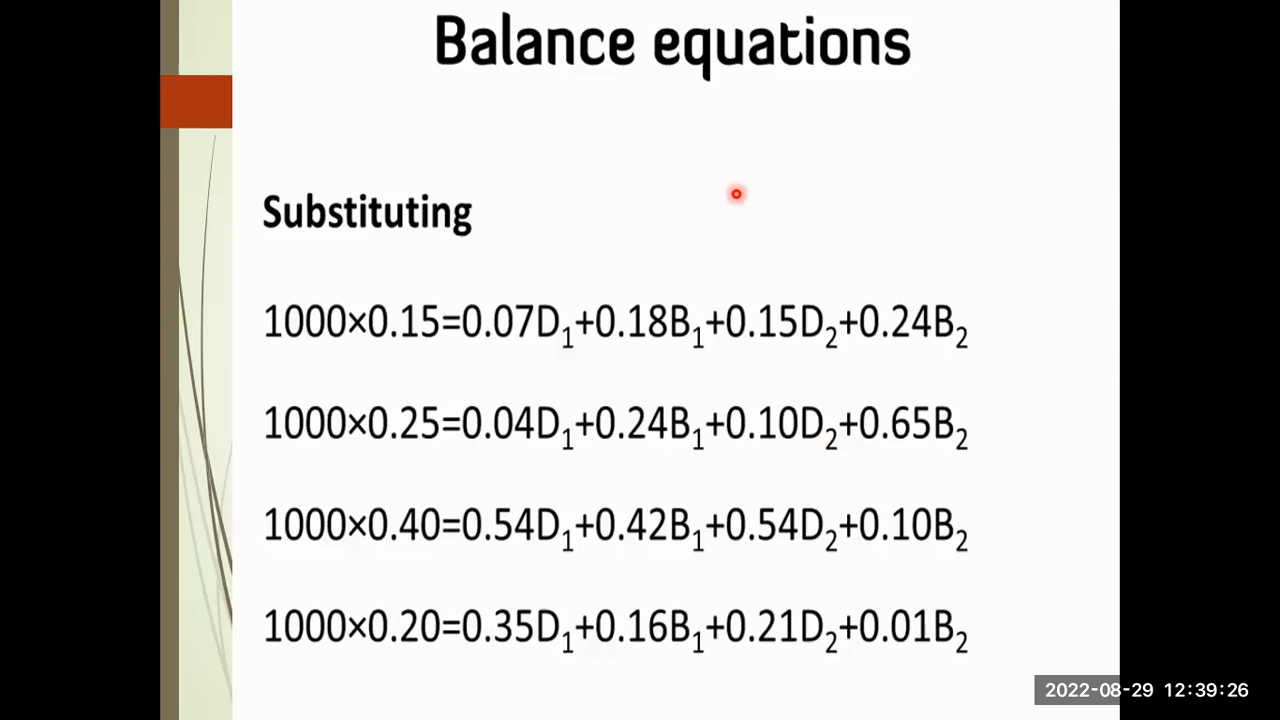 Balance equations
Substituting
1000×0.15=0.07D₁+0.18B₁+0.15D₂+0.24B₂
1000×0.25=0.04D₁+0.24B₁+0.10D₂+0.65B₂
1000×0.40=0.54D₁+0.42B₁+0.54D₂+0.10B₂
1000×0.20=0.35D₁+0.16B₁+0.21D₂+0.01B₂
2022-08-29 12:39:26